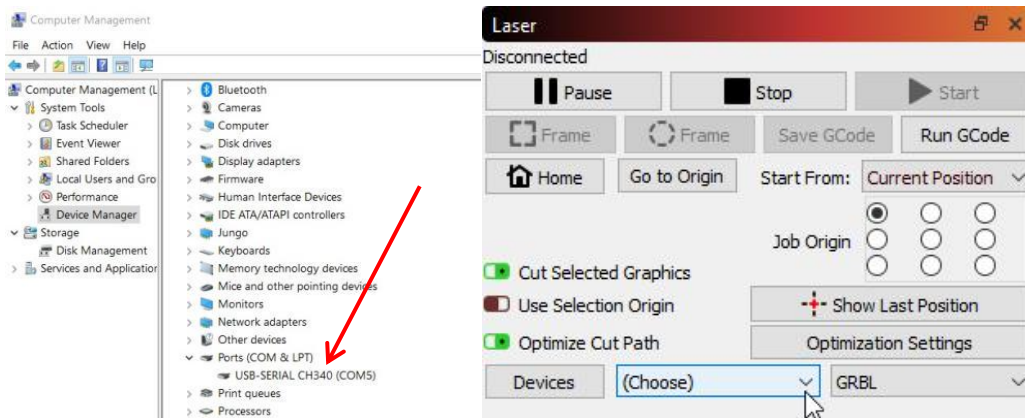 Computer Management
File Action View Help
Computer Management (L
System Tools
Task Scheduler
Event Viewer
Shared Folders
Local Users and Gro
Performance
Device Manager
Storage
Disk Management
Services and Application
Bluetooth
Cameras
Computer
Disk drives
Display adapters
Firmware
Human Interface Devices
IDE ATA/ATAPI controllers
Jungo
Keyboards
Memory technology devices
Mice and other pointing devices
Monitors
Network adapters
Other devices
Ports (COM & LPT)
USB-SERIAL CH340 (COM5)
Print queues
Processors
Laser
Disconnected
Pause Stop Start
Frame Frame Save GCode Run GCode
Home Go to Origin Start From: Current Position
Job Origin
Cut Selected Graphics
Use Selection Origin Show Last Position
Optimize Cut Path Optimization Settings
Devices (Choose) GRBL